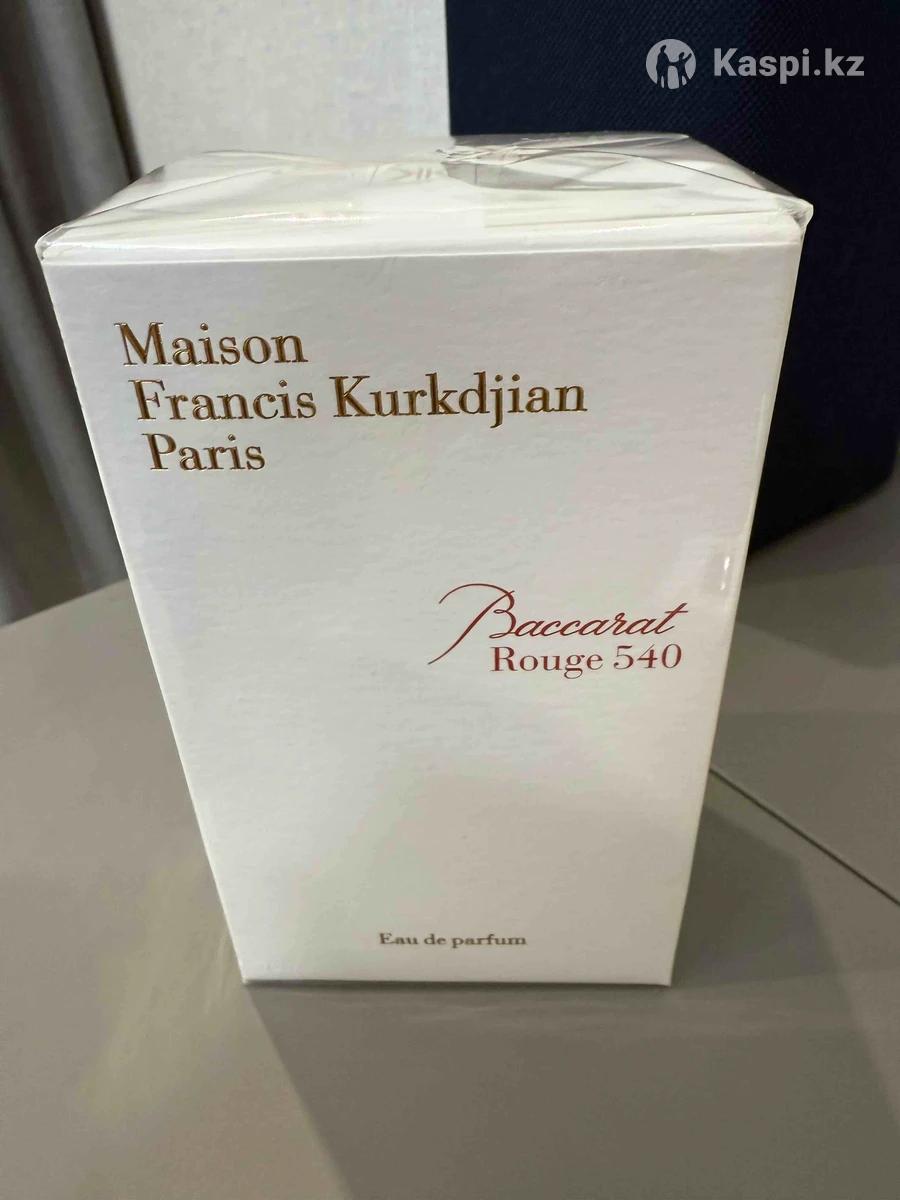 Kaspi.kz
Maison
Francis Kurkdjian
Paris
Baccarat
Rouge 540
Eau de parfum